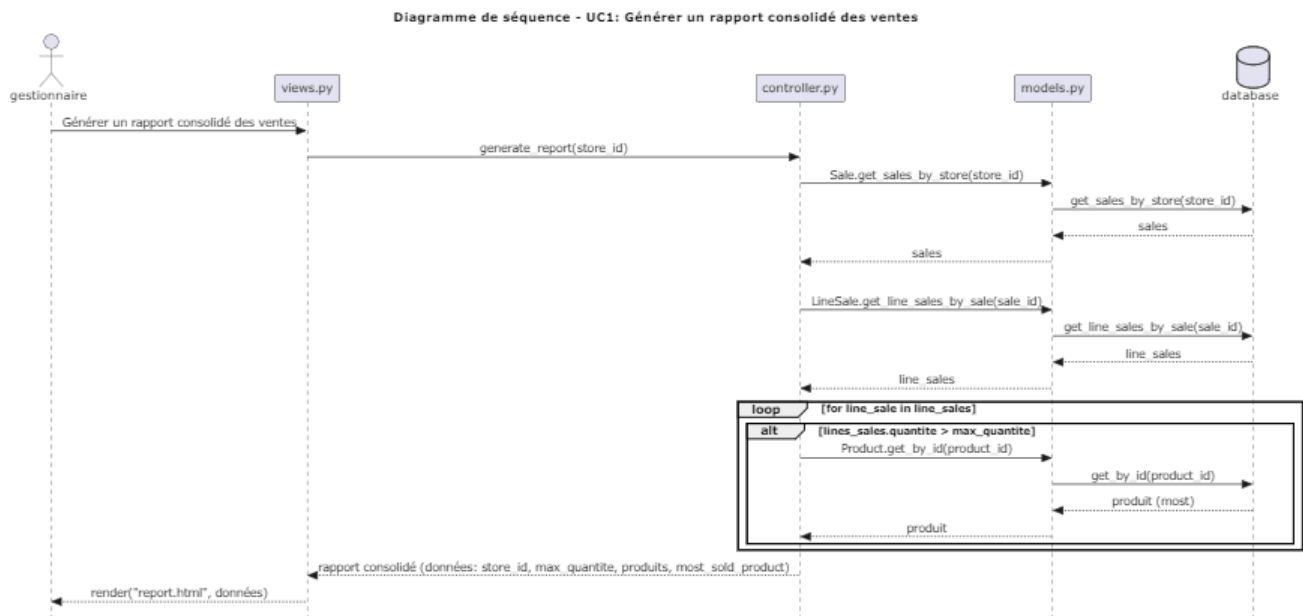 Diagramme de séquence - UC1: Générer un rapport consolidé des ventes
gestionnaire
views.py
controller.py
models.py
database
Générer un rapport consolidé des ventes
generate_report(store_id)
Sale.get_sales_by_store(store_id)
get_sales_by_store(store_id)
sales
sales
LineSale.get_line_sales_by_sale(sale_id)
get_line_sales_by_sale(sale_id)
line_sales
line_sales
loop [for line_sale in line_sales]
alt [lines_sales.quantite > max_quantite]
Product.get_by_id(product_id)
get_by_id(product_id)
produit (most)
produit
rapport consolidé (données: store_id, max_quantite, produits, most_sold_product)
render("report.html", données)